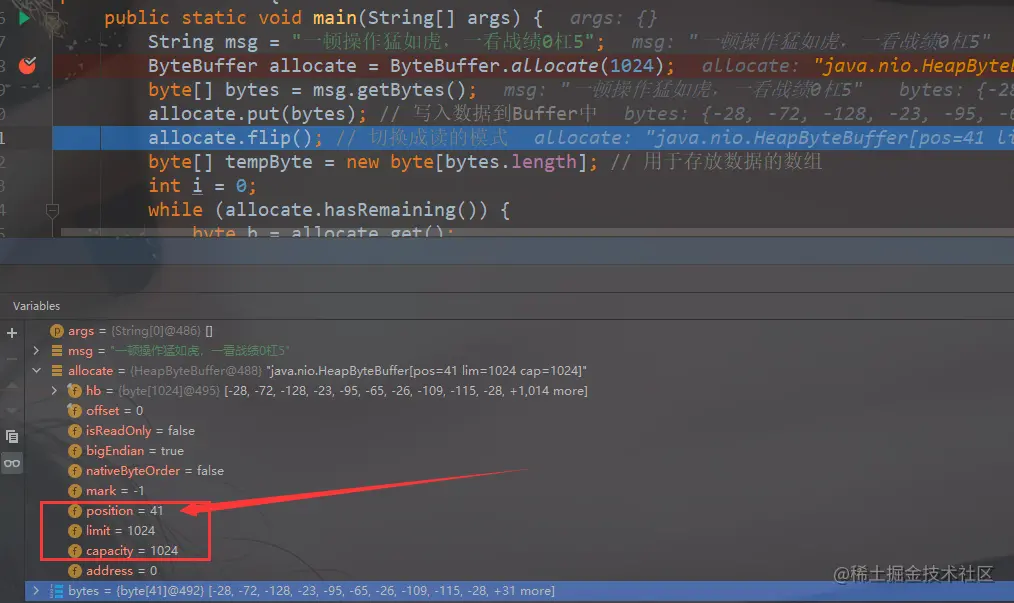 public static void main(String[] args) { args: {}
String msg = "一顿操作猛如虎，一看战绩0杠5"; msg: "一顿操作猛如虎，一看战绩0杠5"
ByteBuffer allocate = ByteBuffer.allocate(1024); allocate: "java.nio.HeapByteB
byte[] bytes = msg.getBytes(); msg: "一顿操作猛如虎，一看战绩0杠5" bytes: {-28
allocate.put(bytes); // 写入数据到Buffer中 bytes: {-28, -72, -128, -23, -95, -6
allocate.flip(); // 切换成读的模式 allocate: "java.nio.HeapByteBuffer[pos=41 li
byte[] tempByte = new byte[bytes.length]; // 用于存放数据的数组
int i = 0;
while (allocate.hasRemaining()) {
byte b = allocate.get();
Variables
args = {String[0]@486} []
msg = "一顿操作猛如虎，一看战绩0杠5"
allocate = {HeapByteBuffer@488} "java.nio.HeapByteBuffer[pos=41 lim=1024 cap=1024]"
hb = {byte[1024]@495} [-28, -72, -128, -23, -95, -65, -26, -109, -115, -28, +1,014 more]
offset = 0
isReadOnly = false
bigEndian = true
nativeByteOrder = false
mark = -1
position = 41
limit = 1024
capacity = 1024
address = 0
bytes = {byte[41]@492} [-28, -72, -128, -23, -95, -65, -26, -109, -115, -28, +31 more]
@稀土掘金技术社区